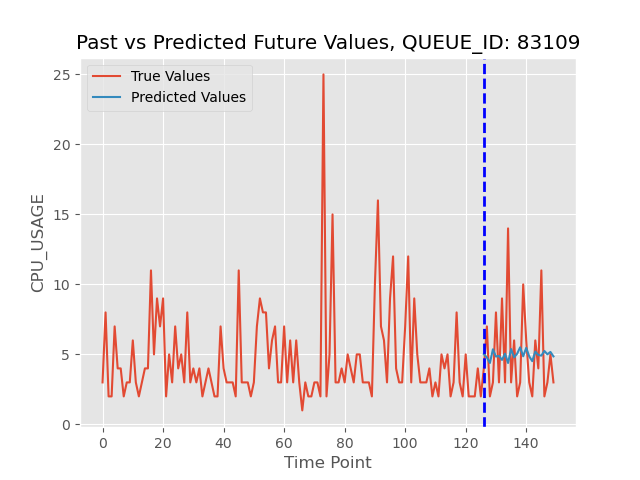 Past vs Predicted Future Values, QUEUE_ID: 83109
True Values
Predicted Values
25
20
15
10
5
0
CPU_USAGE
0 20 40 60 80 100 120 140
Time Point